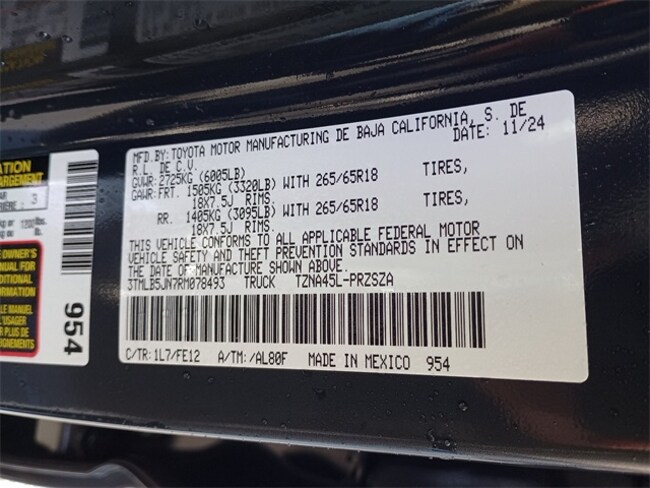 MFD.BY:TOYOTA MOTOR MANUFACTURING DE BAJA CALIFORNIA, S. DE
R.L. DE C.V. DATE: 11/24
GVWR: 2725KG (6005LB)
GAWR:FRT. 1505KG (3320LB) WITH 265/65R18 TIRES,
18X7.5J RIMS.
RR. 1405KG (3095LB) WITH 265/65R18 TIRES,
18X7.5J RIMS.
THIS VEHICLE CONFORMS TO ALL APPLICABLE FEDERAL MOTOR
VEHICLE SAFETY AND THEFT PREVENTION STANDARDS IN EFFECT ON
THE DATE OF MANUFACTURE SHOWN ABOVE.
3TMLB5JN7RM078493 TRUCK TZNA45L-PRZSZA
C/TR: 1L7/FE12 A/TM: /AL80F MADE IN MEXICO 954
3
954
OWNER'S
FOR